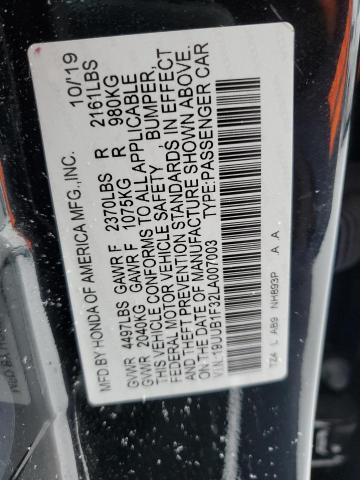 MFD BY HONDA OF AMERICA MFG.,INC. 10/19
GVWR 4497LBS GAWR F 2370LBS R 2161LBS
GVWR 2040KG GAWR F 1075KG R 980KG
THIS VEHICLE CONFORMS TO ALL APPLICABLE
FEDERAL MOTOR VEHICLE SAFETY, BUMPER,
AND THEFT PREVENTION STANDARDS IN EFFECT
ON THE DATE OF MANUFACTURE SHOWN ABOVE.
V.I.N.:19UUB1F32LA007003 TYPE:PASSENGER CAR
TZ4 L AB9 NH893P A A